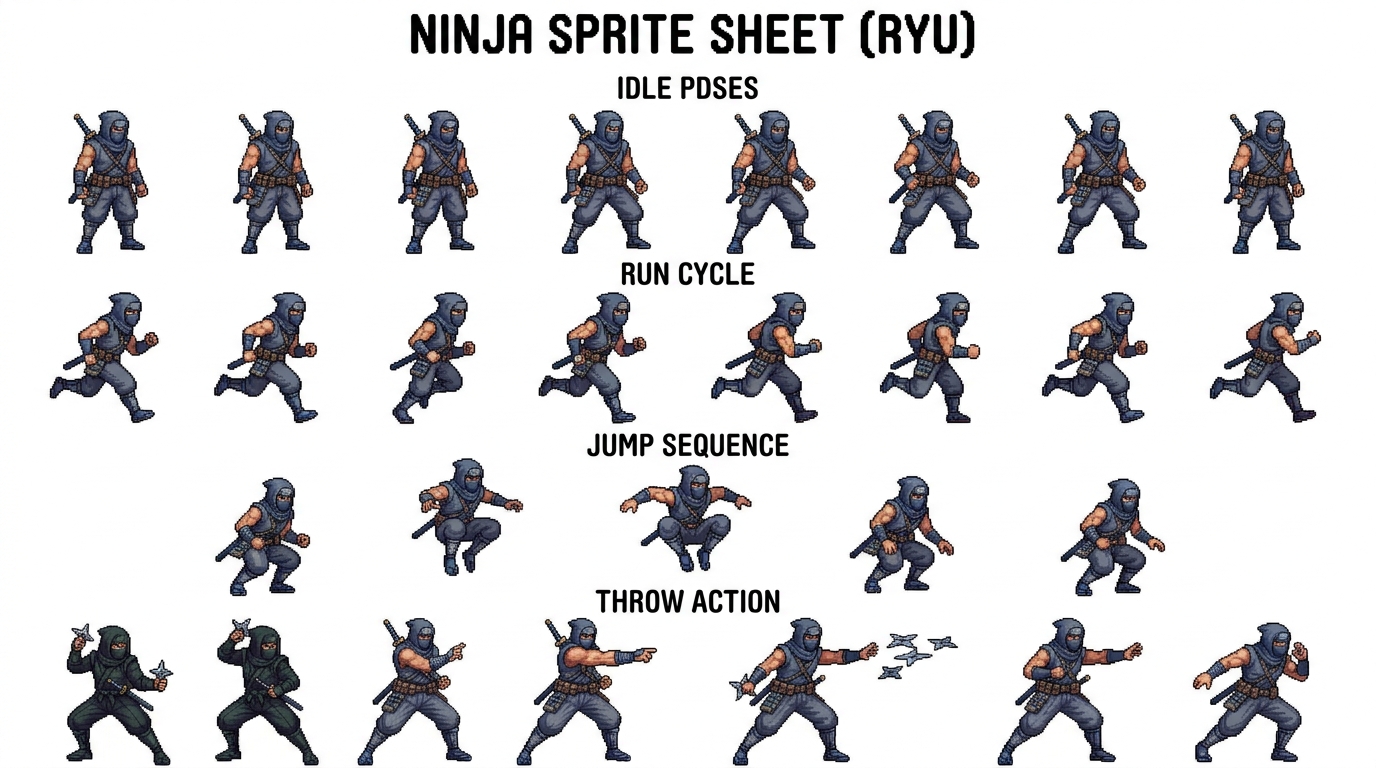 NINJA SPRITE SHEET (RYU)
IDLE PDSES
RUN CYCLE
JUMP SEQUENCE
THROW ACTION